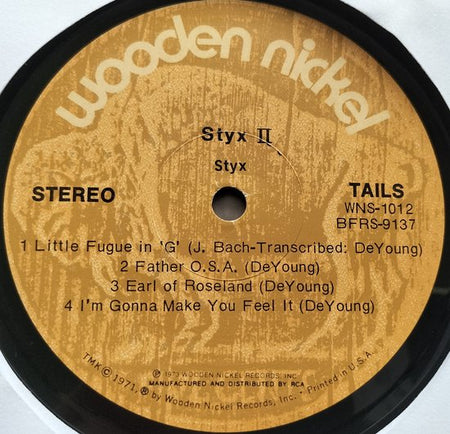 wooden nickel
Styx II
Styx
STEREO
TAILS
WNS-1012
BFRS-9137
1 Little Fugue in 'G' (J. Bach-Transcribed: DeYoung)
2 Father O.S.A. (DeYoung)
3 Earl of Roseland (DeYoung)
4 I'm Gonna Make You Feel It (DeYoung)
℗ 1973 WOODEN NICKEL RECORDS, INC.
MANUFACTURED AND DISTRIBUTED BY RCA
TMK © 1971, ® by Wooden Nickel Records, Inc. • Printed in U.S.A.